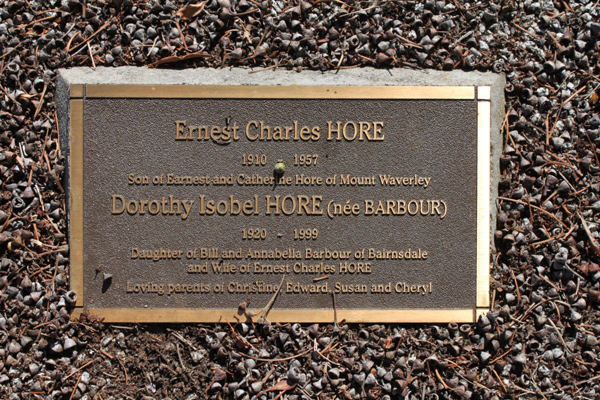 Ernest Charles HORE
1910 1957
Son of Earnest and Catherine Hore of Mount Waverley
Dorothy Isobel HORE (née BARBOUR)
1920 - 1999
Daughter of Bill and Annabella Barbour of Bairnsdale
and Wife of Ernest Charles HORE
Loving parents of Christine, Edward, Susan and Cheryl